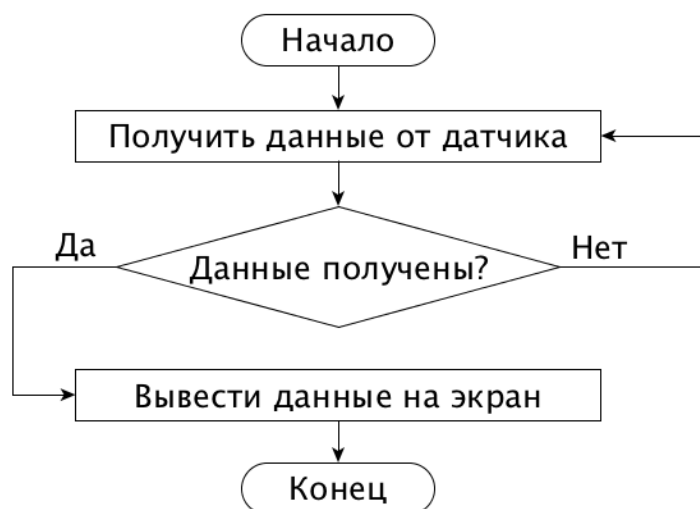 Начало
Получить данные от датчика
Да
Нет
Данные получены?
Вывести данные на экран
Конец